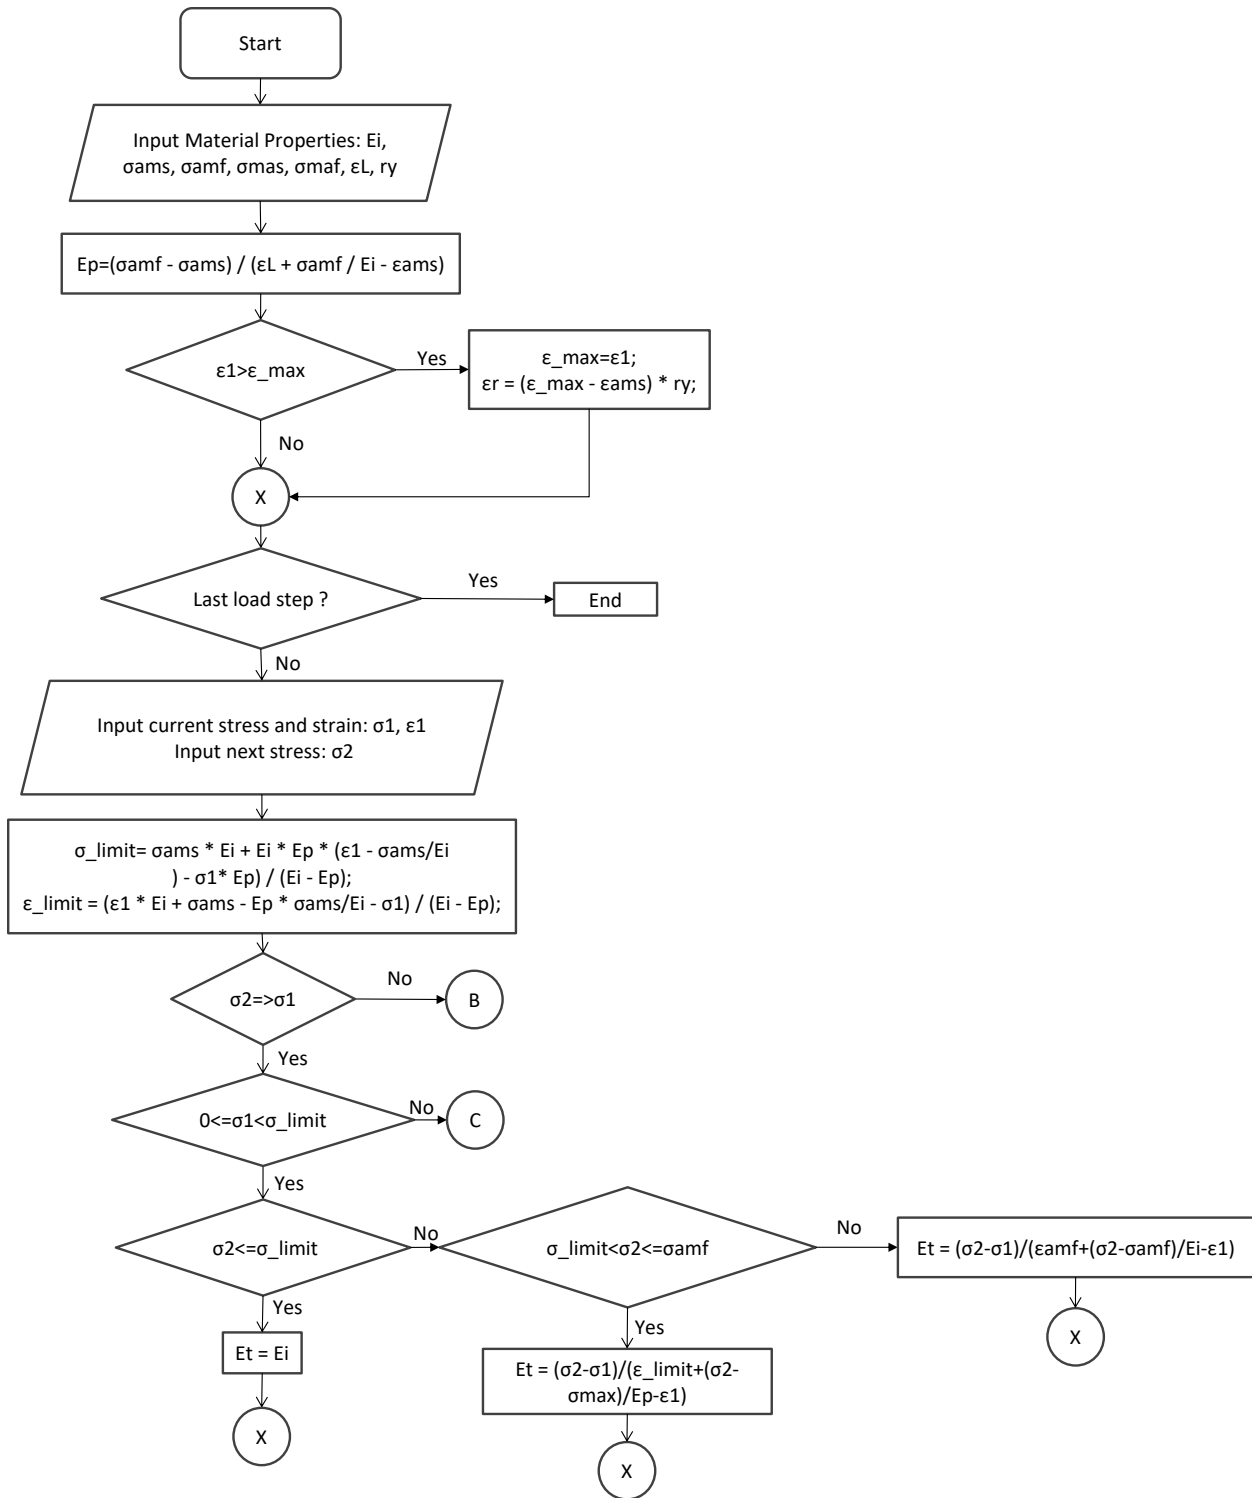 Start
Input Material Properties: Ei,
σams, σamf, σmas, σmaf, εL, ry
Ep=(σamf - σams) / (εL + σamf / Ei - εams)
ε1>ε_max
Yes
ε_max=ε1;
εr = (ε_max - εams) * ry;
No
X
Last load step ?
Yes
End
No
Input current stress and strain: σ1, ε1
Input next stress: σ2
σ_limit= σams * Ei + Ei * Ep * (ε1 - σams/Ei
) - σ1* Ep) / (Ei - Ep);
ε_limit = (ε1 * Ei + σams - Ep * σams/Ei - σ1) / (Ei - Ep);
σ2=>σ1
No
B
Yes
0<=σ1<σ_limit
No
C
Yes
σ2<=σ_limit
No
σ_limit<σ2<=σamf
No
Et = (σ2-σ1)/(εamf+(σ2-σamf)/Ei-ε1)
X
Yes
Et = Ei
X
Yes
Et = (σ2-σ1)/(ε_limit+(σ2-
σmax)/Ep-ε1)
X